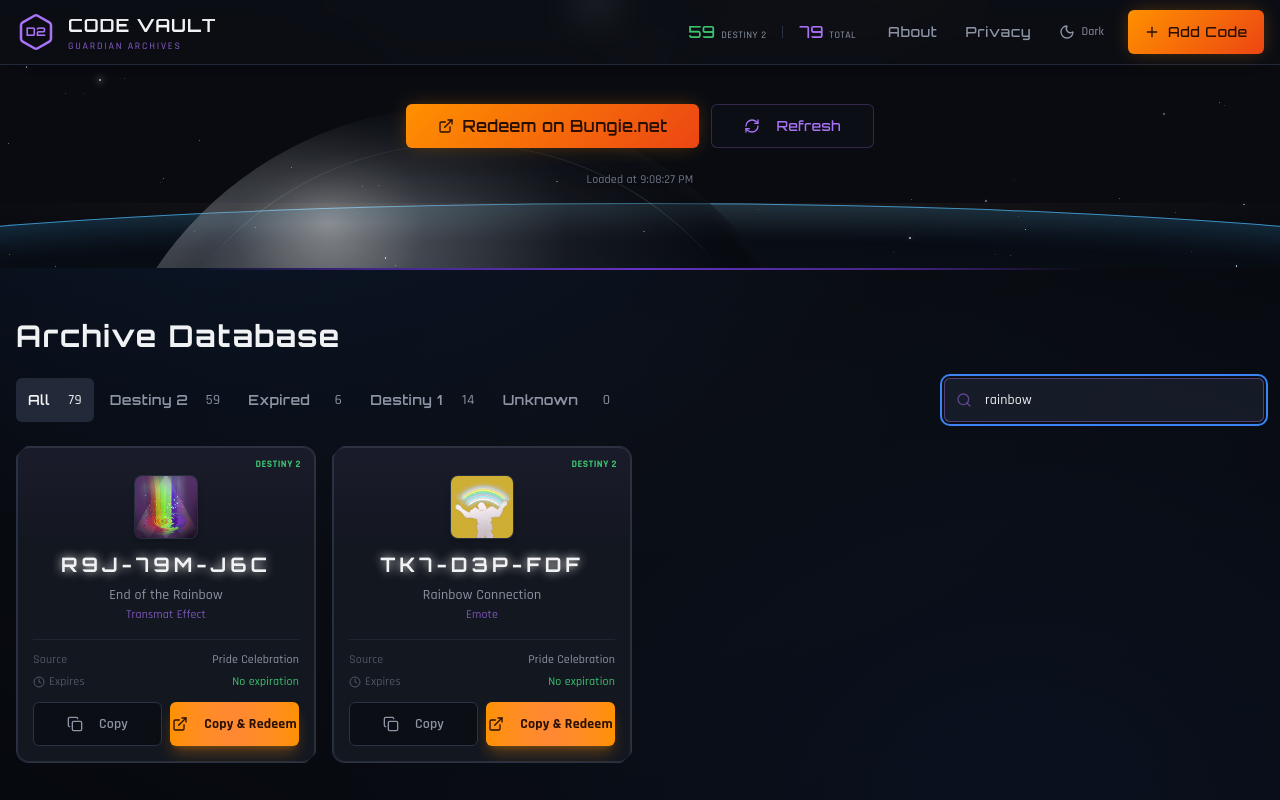 D2
CODE VAULT
GUARDIAN ARCHIVES
59 DESTINY 2
79 TOTAL
About
Privacy
Dark
Add Code
Redeem on Bungie.net
Refresh
Loaded at 9:08:27 PM
Archive Database
All 79
Destiny 2 59
Expired 6
Destiny 1 14
Unknown 0
rainbow
DESTINY 2
R9J-79M-J6C
End of the Rainbow
Transmat Effect
Source Pride Celebration
Expires No expiration
Copy
Copy & Redeem
DESTINY 2
TK7-D3P-FDF
Rainbow Connection
Emote
Source Pride Celebration
Expires No expiration
Copy
Copy & Redeem